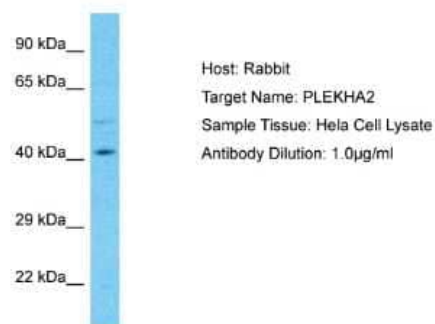 90 kDa
65 kDa
Host: Rabbit
Target Name: PLEKHA2
Sample Tissue: Hela Cell Lysate
40 kDa
Antibody Dilution: 1.0µg/ml
29 kDa
22 kDa